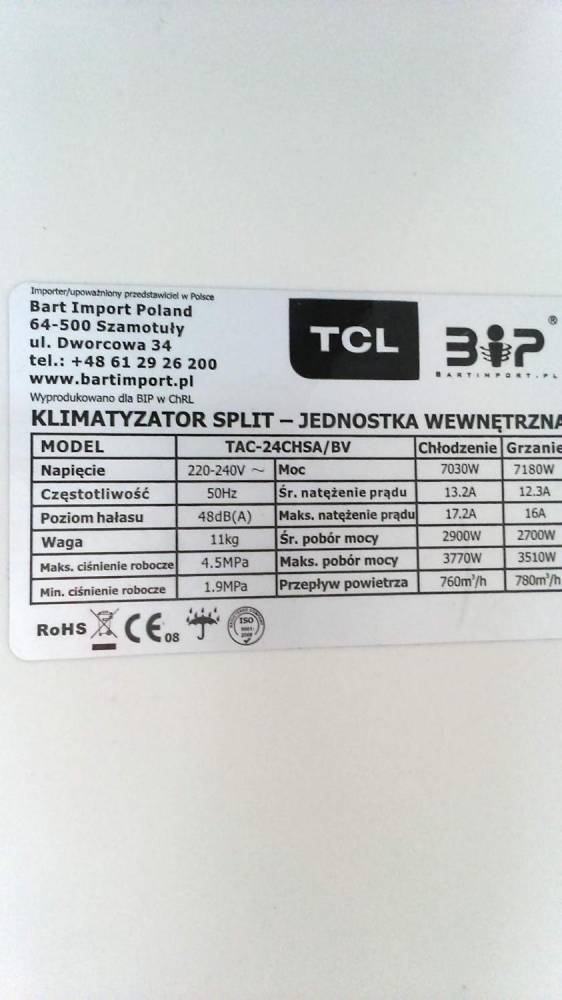 Importer/upoważniony przedstawiciel w Polsce
Bart Import Poland
64-500 Szamotuły
ul. Dworcowa 34
tel.: +48 61 29 26 200
www.bartimport.pl
Wyprodukowano dla BIP w ChRL
TCL
BIP ®
BARTIMPORT.PL
KLIMATYZATOR SPLIT – JEDNOSTKA WEWNĘTRZNA
MODEL TAC-24CHSA/BV Chłodzenie Grzanie
Napięcie 220-240V ~ Moc 7030W 7180W
Częstotliwość 50Hz Śr. natężenie prądu 13.2A 12.3A
Poziom hałasu 48dB(A) Maks. natężenie prądu 17.2A 16A
Waga 11kg Śr. pobór mocy 2900W 2700W
Maks. ciśnienie robocze 4.5MPa Maks. pobór mocy 3770W 3510W
Min. ciśnienie robocze 1.9MPa Przepływ powietrza 760m³/h 780m³/h
RoHS CE 08 ISO
9001:
2008